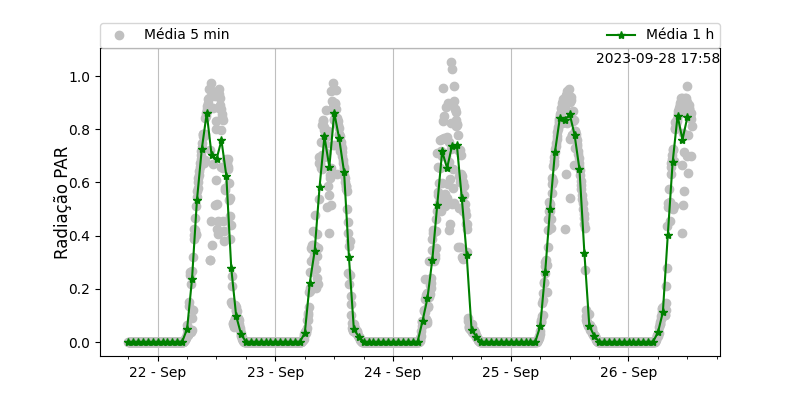 Média 5 min
Média 1 h
2023-09-28 17:58
Radiação PAR
1.0
0.8
0.6
0.4
0.2
0.0
22 - Sep
23 - Sep
24 - Sep
25 - Sep
26 - Sep